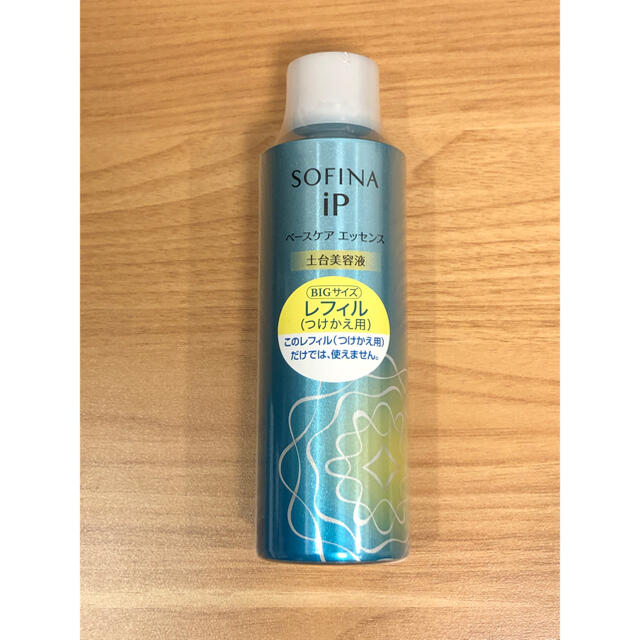 SOFINA
iP
ベースケア エッセンス
土台美容液
BIGサイズ
レフィル
(つけかえ用)
このレフィル(つけかえ用)
だけでは、使えません。